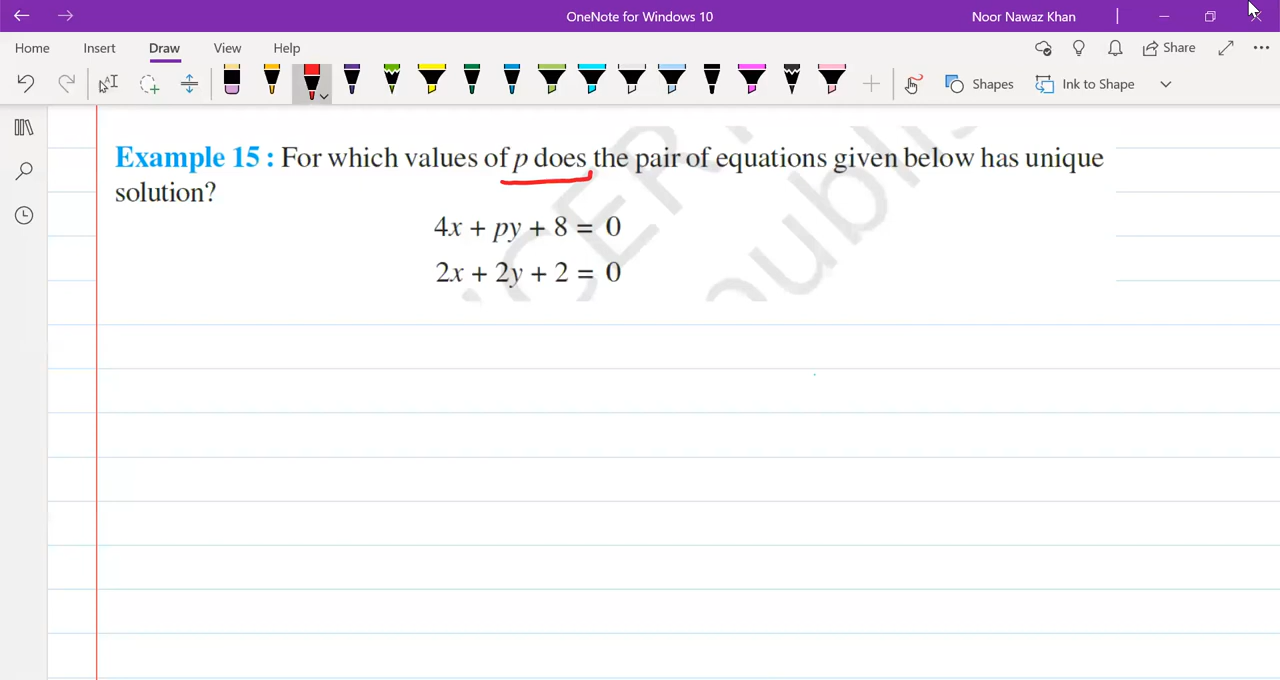 OneNote for Windows 10
Noor Nawaz Khan
Home Insert Draw View Help
Share
Shapes
Ink to Shape
Example 15 : For which values of p does the pair of equations given below has unique
solution?
4x + py + 8 = 0
2x + 2y + 2 = 0